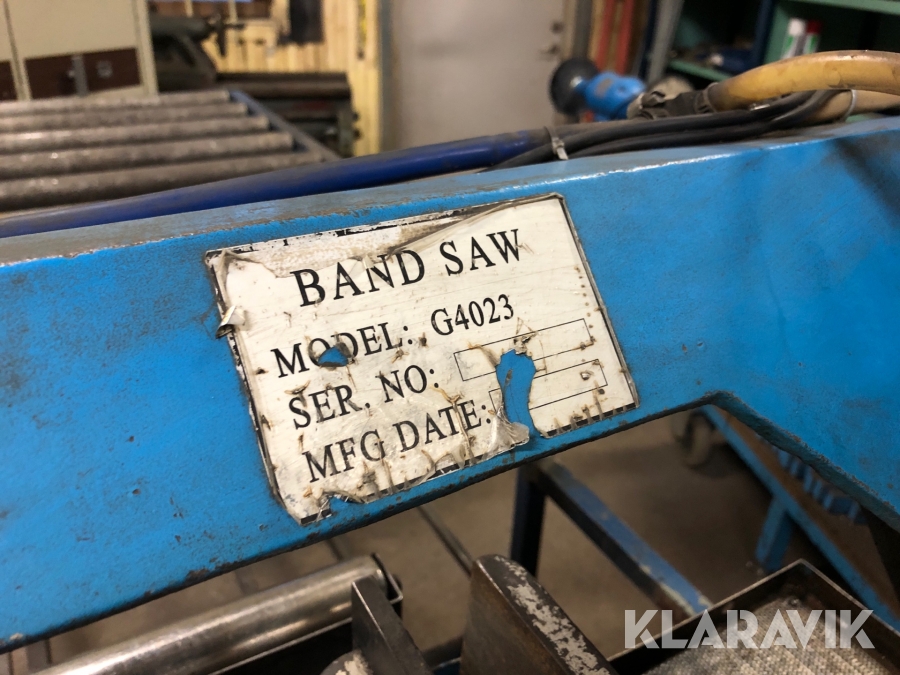 BAND SAW
MODEL: G4023
SER. NO:
MFG DATE:
KLARAVIK